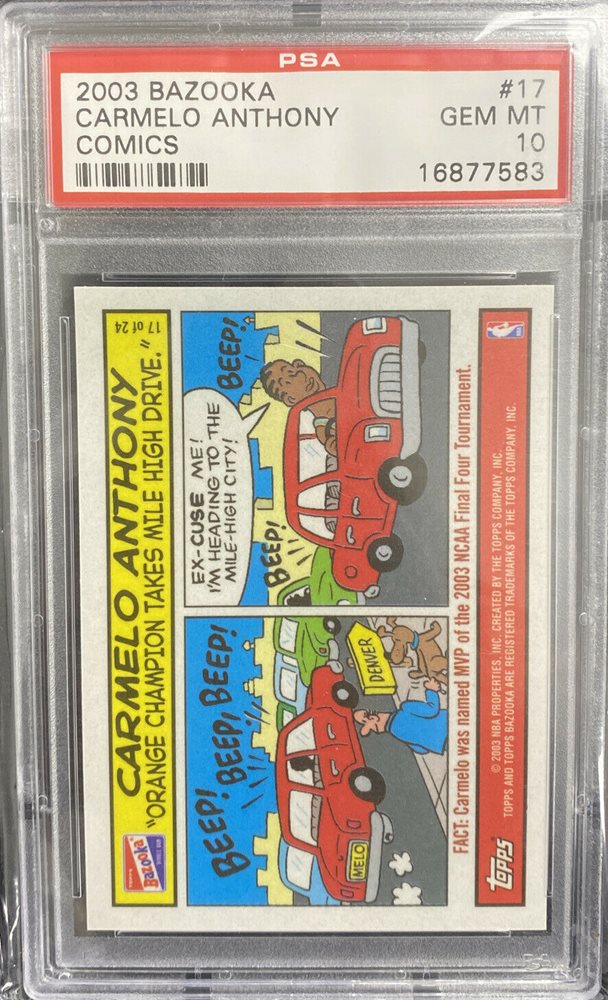 PSA
2003 BAZOOKA #17
CARMELO ANTHONY GEM MT
COMICS 10
16877583
Bazooka
CARMELO ANTHONY
"ORANGE CHAMPION TAKES MILE HIGH DRIVE."
17 of 24
BEEP! BEEP! BEEP!
MELO
DENVER
BEEP!
EX-CUSE ME!
I'M HEADING TO THE
MILE-HIGH CITY!
BEEP!
FACT: Carmelo was named MVP of the 2003 NCAA Final Four Tournament.
topps
© 2003 NBA PROPERTIES, INC. CREATED BY THE TOPPS COMPANY, INC.
TOPPS AND TOPPS BAZOOKA ARE REGISTERED TRADEMARKS OF THE TOPPS COMPANY, INC.